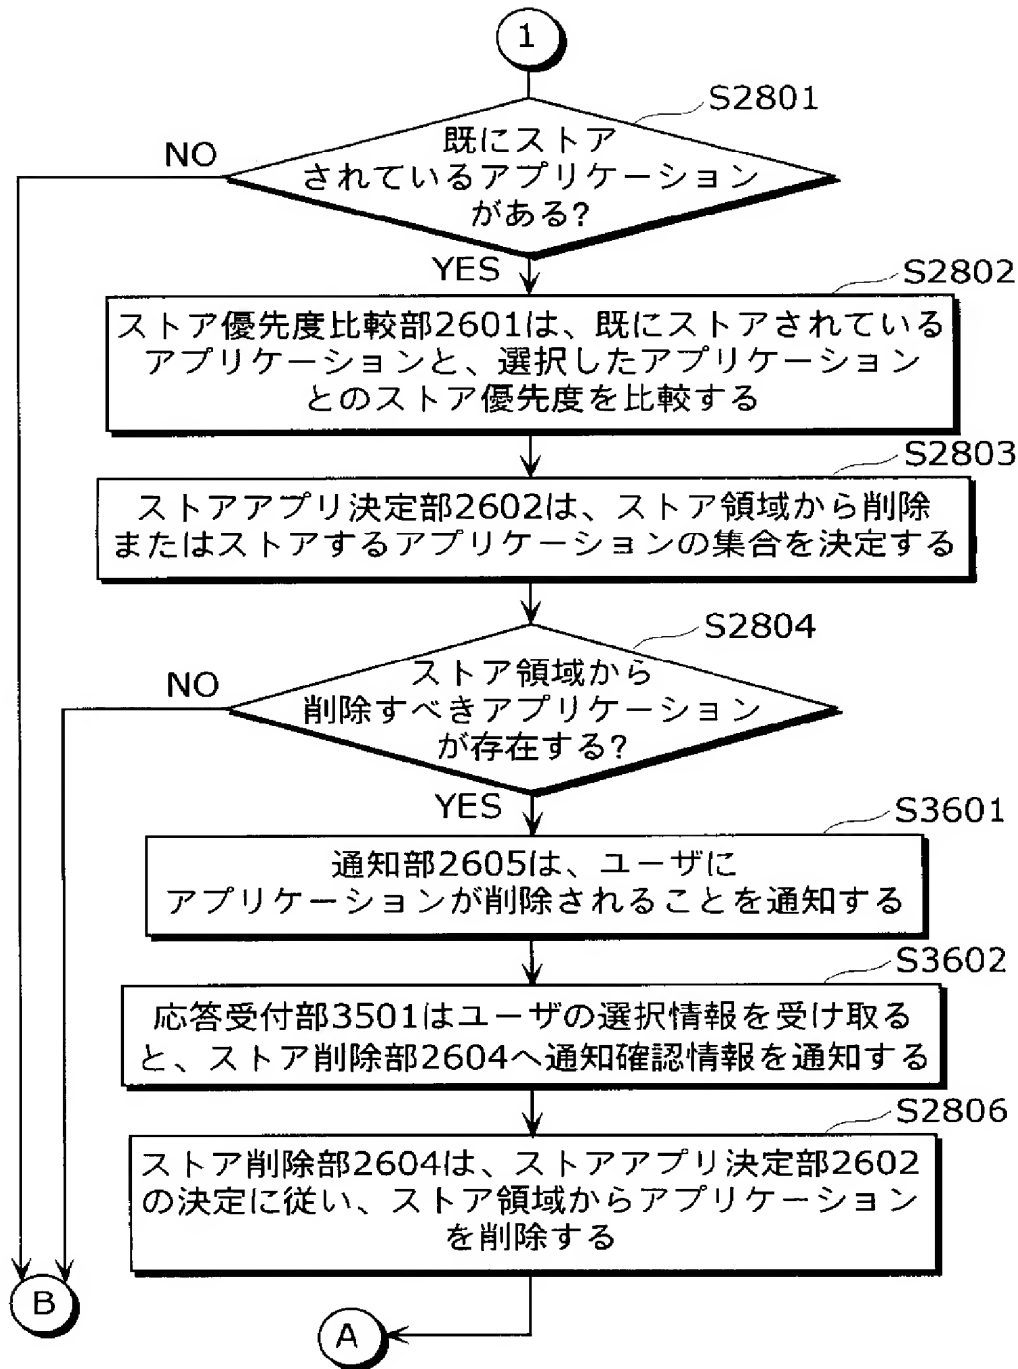 1
S2801
既にストア
されているアプリケーション
がある?
NO
YES
S2802
ストア優先度比較部2601は、既にストアされている
アプリケーションと、選択したアプリケーション
とのストア優先度を比較する
S2803
ストアアプリ決定部2602は、ストア領域から削除
またはストアするアプリケーションの集合を決定する
S2804
ストア領域から
削除すべきアプリケーション
が存在する?
NO
YES
S3601
通知部2605は、ユーザに
アプリケーションが削除されることを通知する
S3602
応答受付部3501はユーザの選択情報を受け取る
と、ストア削除部2604へ通知確認情報を通知する
S2806
ストア削除部2604は、ストアアプリ決定部2602
の決定に従い、ストア領域からアプリケーション
を削除する
B
A